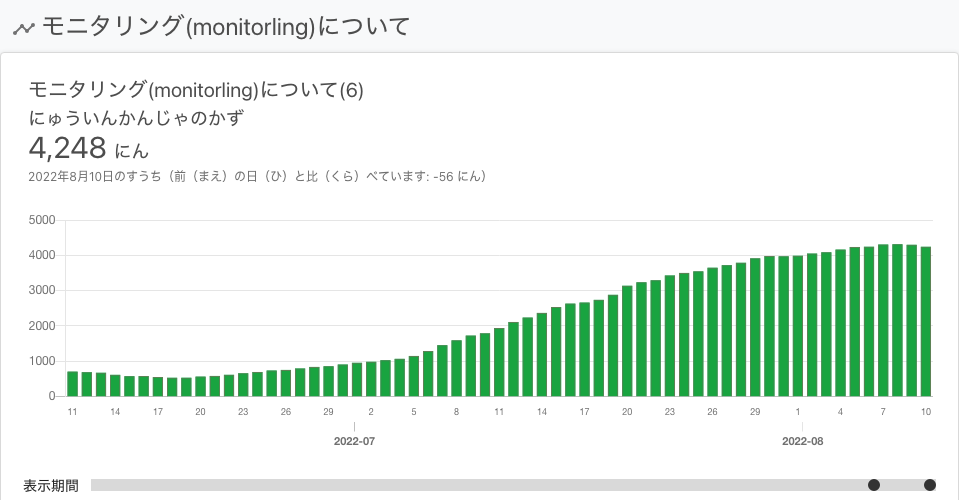 モニタリング(monitorling)について
モニタリング(monitorling)について(6)
にゅういんかんじゃのかず
4,248 にん
2022年8月10日のすうち（前（まえ）の日（ひ）と比（くら）べています: -56 にん）
5000
4000
3000
2000
1000
0
11 14 17 20 23 26 29 2 5 8 11 14 17 20 23 26 29 1 4 7 10
2022-07 2022-08
表示期間